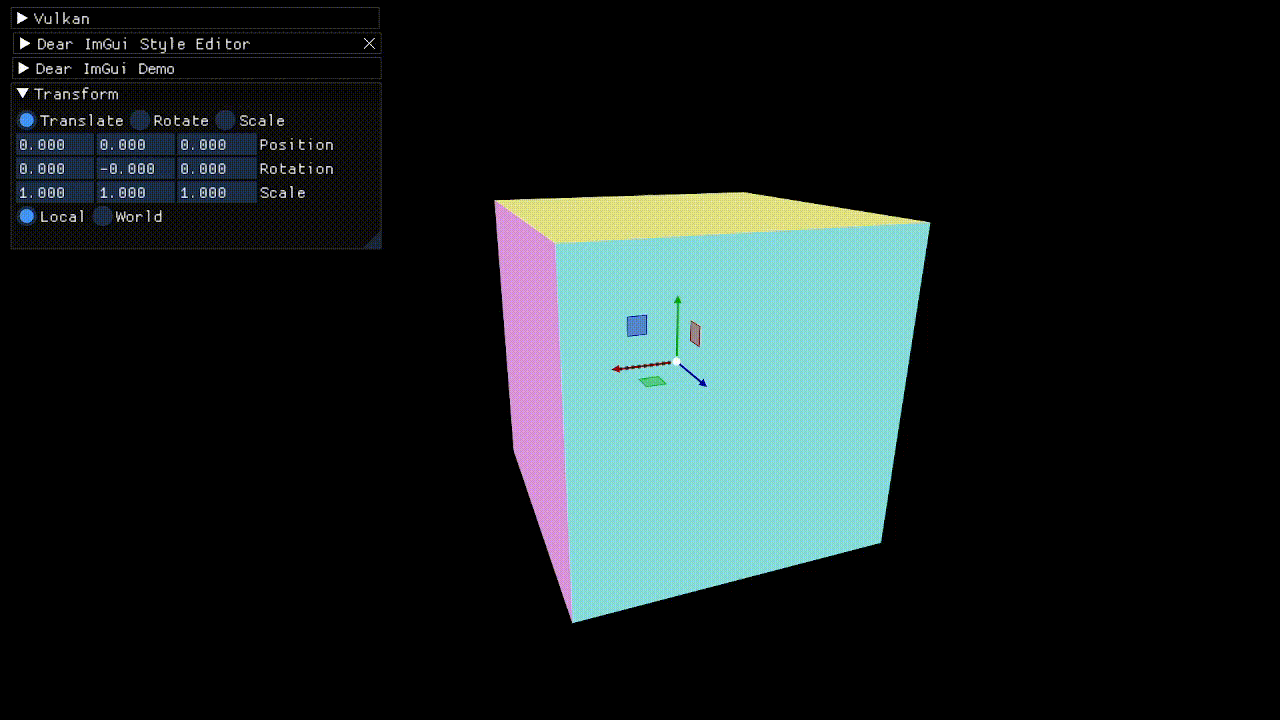 Vulkan
Dear ImGui Style Editor
Dear ImGui Demo
Transform
Translate Rotate Scale
0.000 0.000 0.000 Position
0.000 -0.000 0.000 Rotation
1.000 1.000 1.000 Scale
Local World